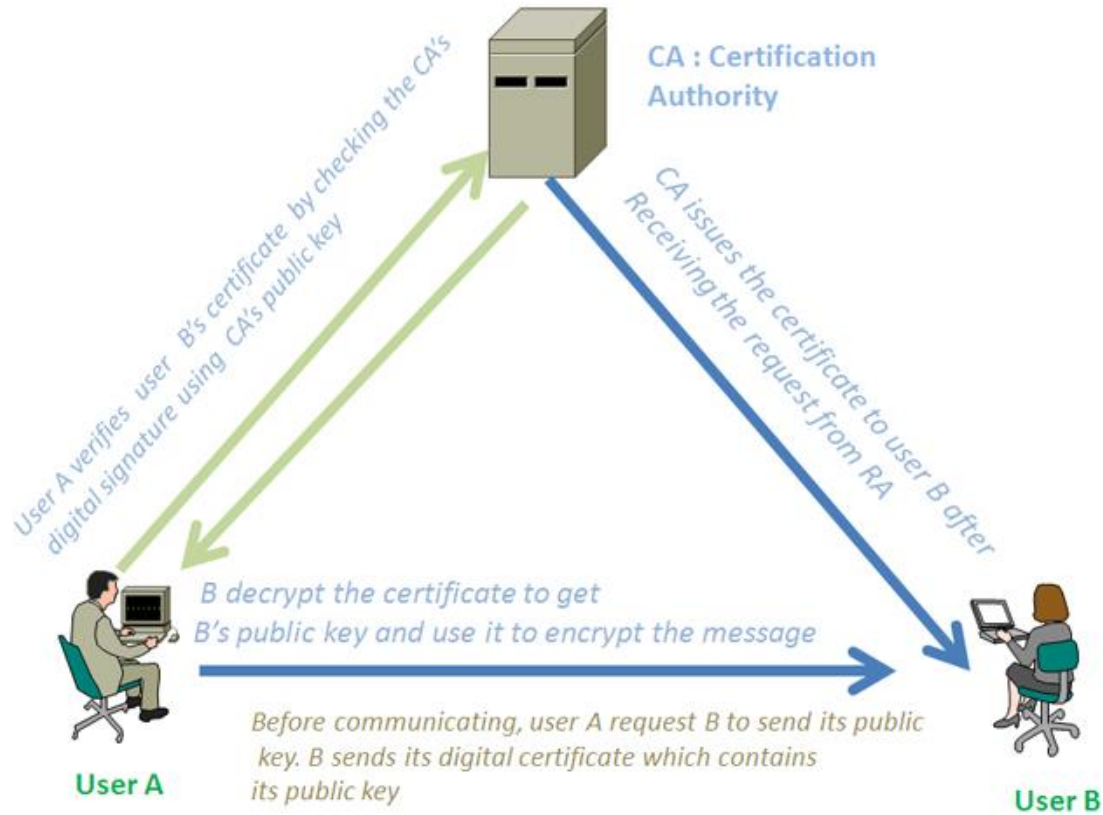 CA : Certification
Authority
User A verifies user B's certificate by checking the CA's
digital signature using CA's public key
CA issues the certificate to user B after
Receiving the request from RA
B decrypt the certificate to get
B's public key and use it to encrypt the message
Before communicating, user A request B to send its public
key. B sends its digital certificate which contains
its public key
User A
User B